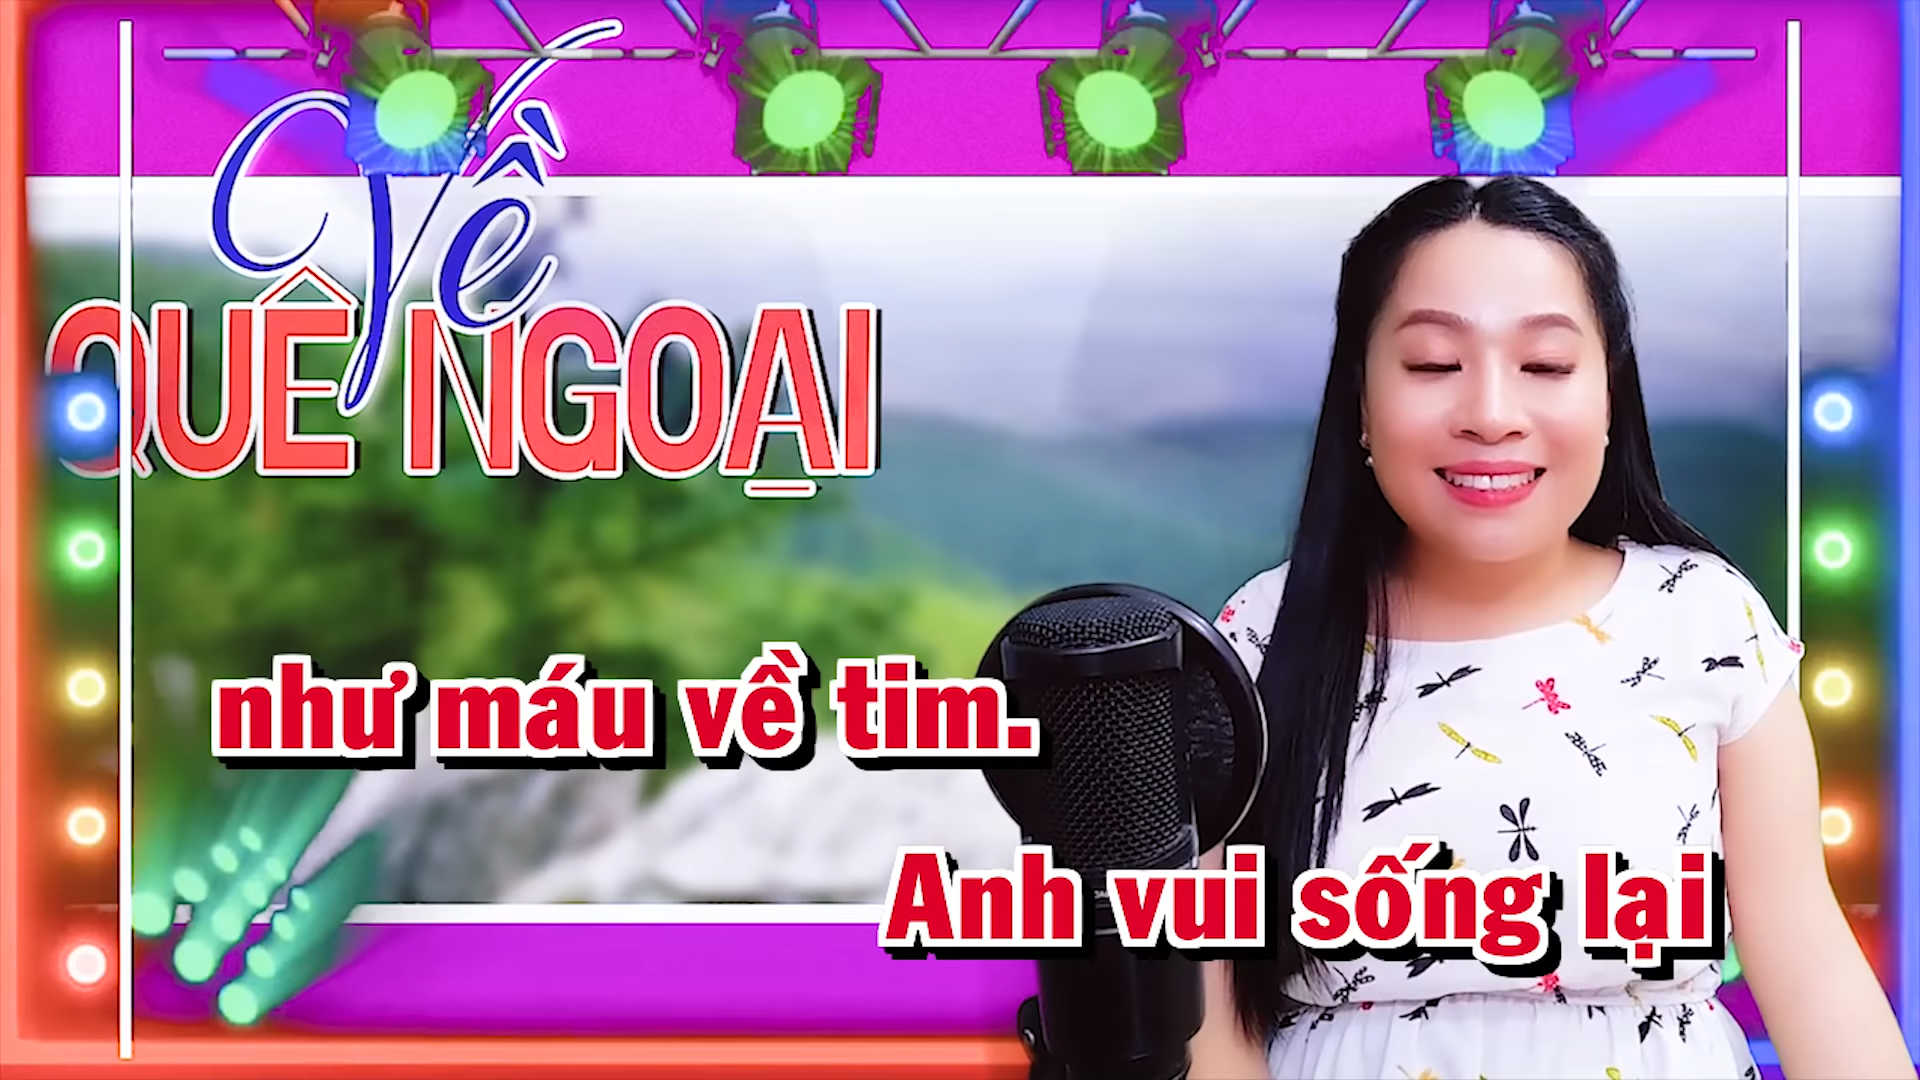 Về
QUÊ NGOẠI
như máu về tim.
Anh vui sống lại